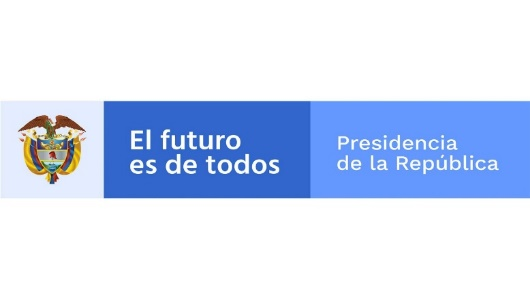 El futuro
es de todos
Presidencia
de la República